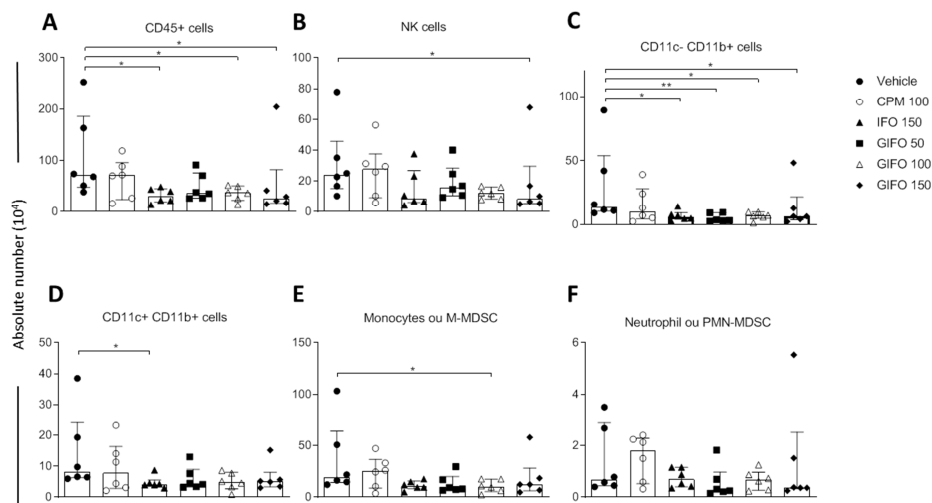 A
CD45+ cells
300
200
100
0
* * *
B
NK cells
100
80
60
40
20
0
*
C
CD11c- CD11b+ cells
100
50
0
* * ** *
Vehicle
CPM 100
IFO 150
GIFO 50
GIFO 100
GIFO 150
Absolute number (10⁴)
D
CD11c+ CD11b+ cells
50
40
30
20
10
0
*
E
Monocytes ou M-MDSC
150
100
50
0
*
F
Neutrophil ou PMN-MDSC
6
4
2
0